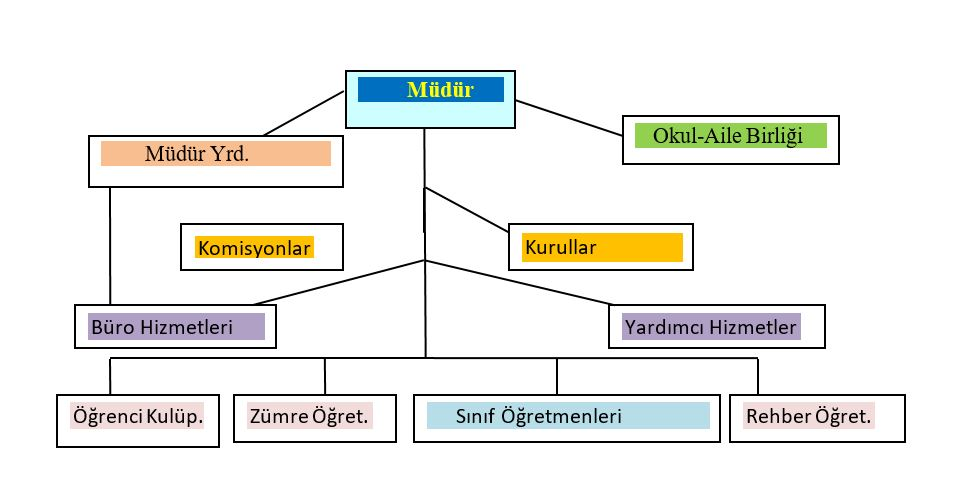 Müdür
Okul-Aile Birliği
Müdür Yrd.
Komisyonlar
Kurullar
Büro Hizmetleri
Yardımcı Hizmetler
Öğrenci Kulüp.
Zümre Öğret.
Sınıf Öğretmenleri
Rehber Öğret.